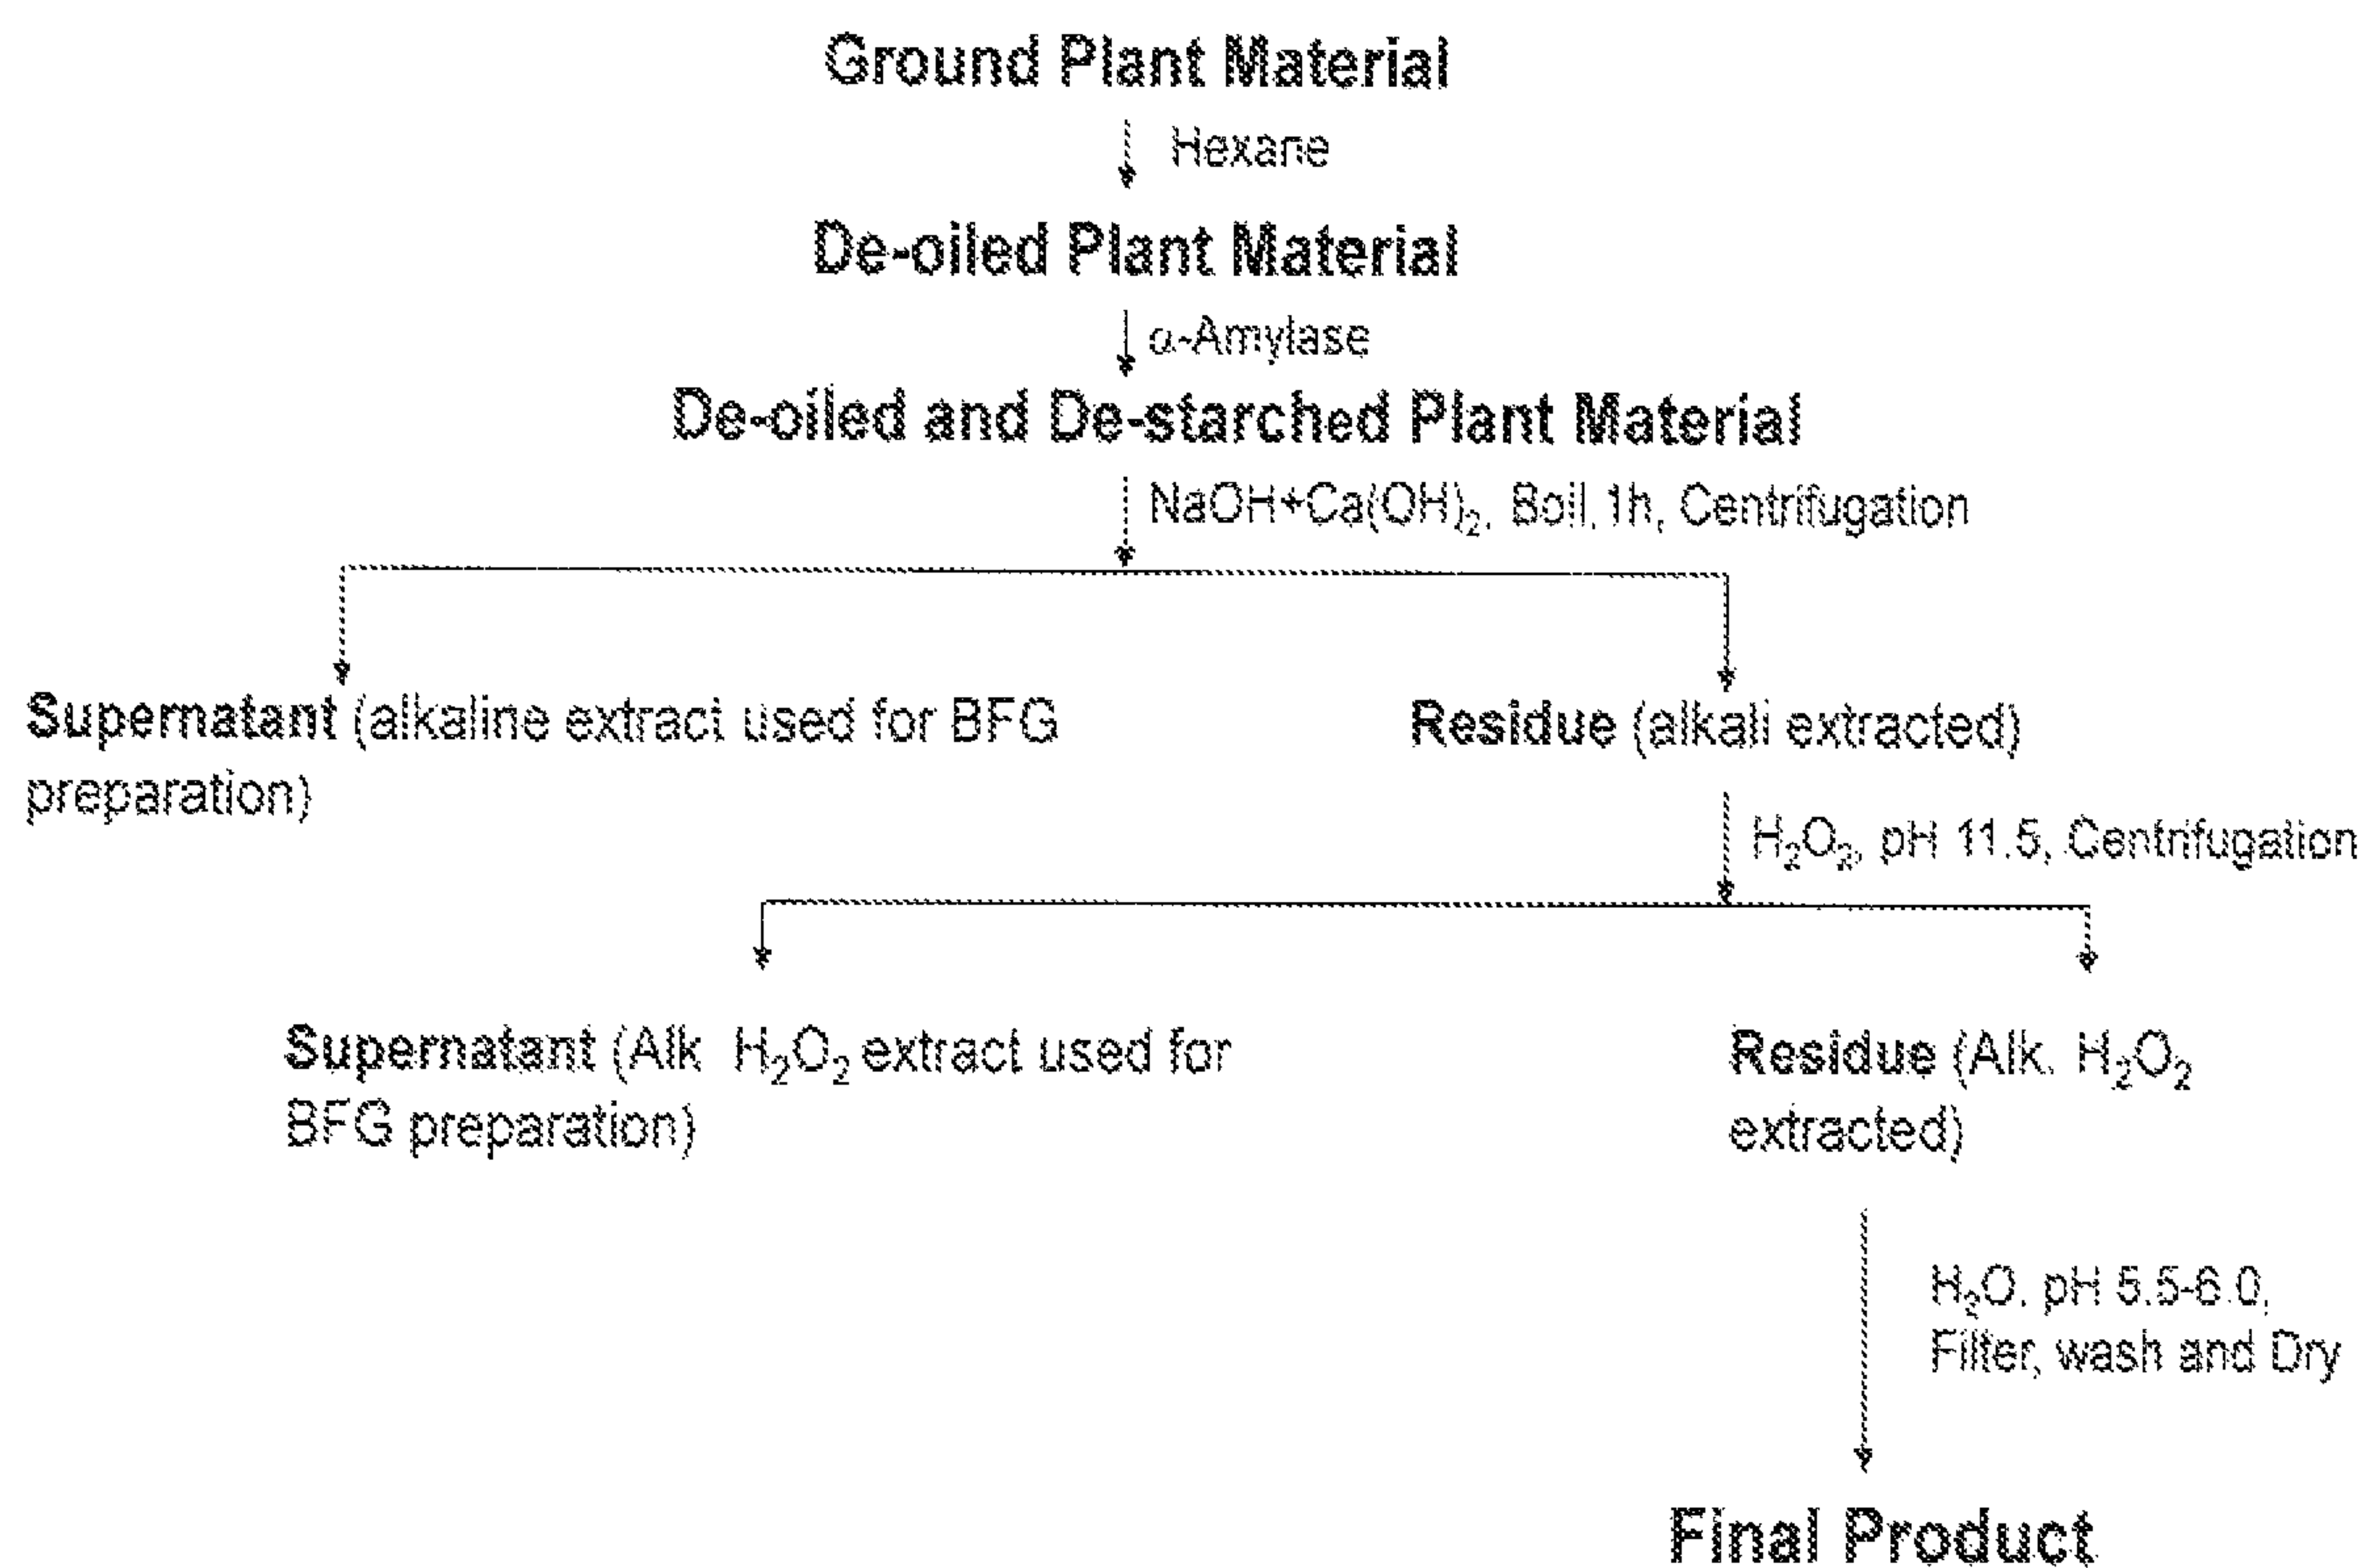 Ground Plant Material
Hexane
De-oiled Plant Material
α-Amylase
De-oiled and De-starched Plant Material
NaOH+Ca(OH)₂, Boil, 1h, Centrifugation
Supernatant (alkaline extract used for BFG
preparation)
Residue (alkali extracted)
H₂O₂, pH 11.5, Centrifugation
Supernatant (Alk H₂O₂ extract used for
BFG preparation)
Residue (Alk. H₂O₂
extracted)
H₂O, pH 5.5-6.0,
Filter, wash and Dry
Final Product